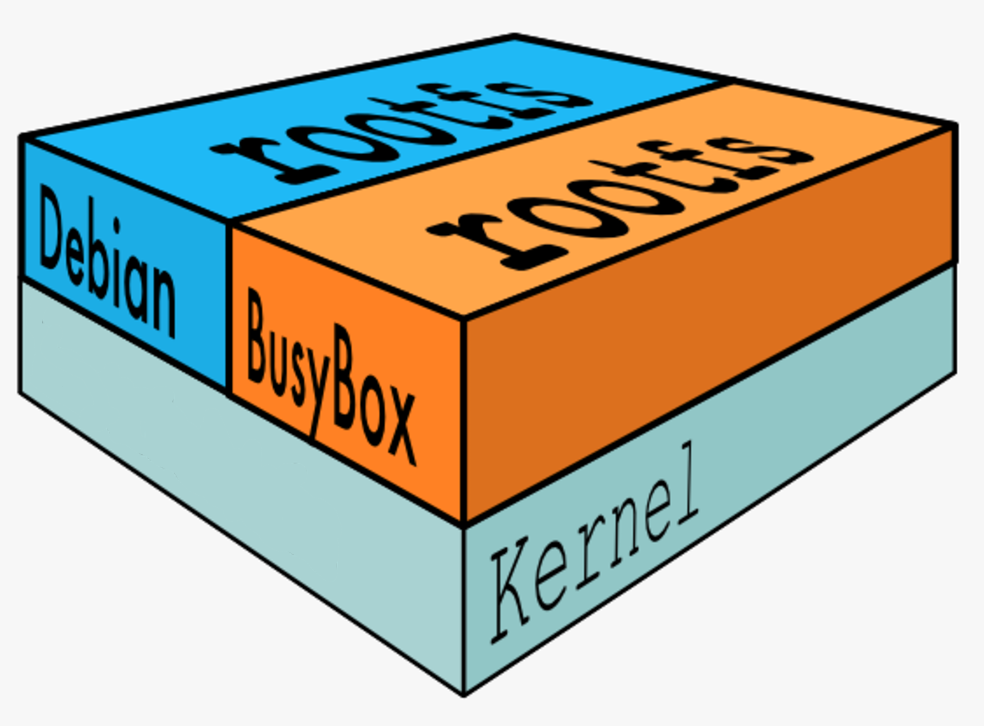 rootfs
rootfs
Debian
BusyBox
Kernel